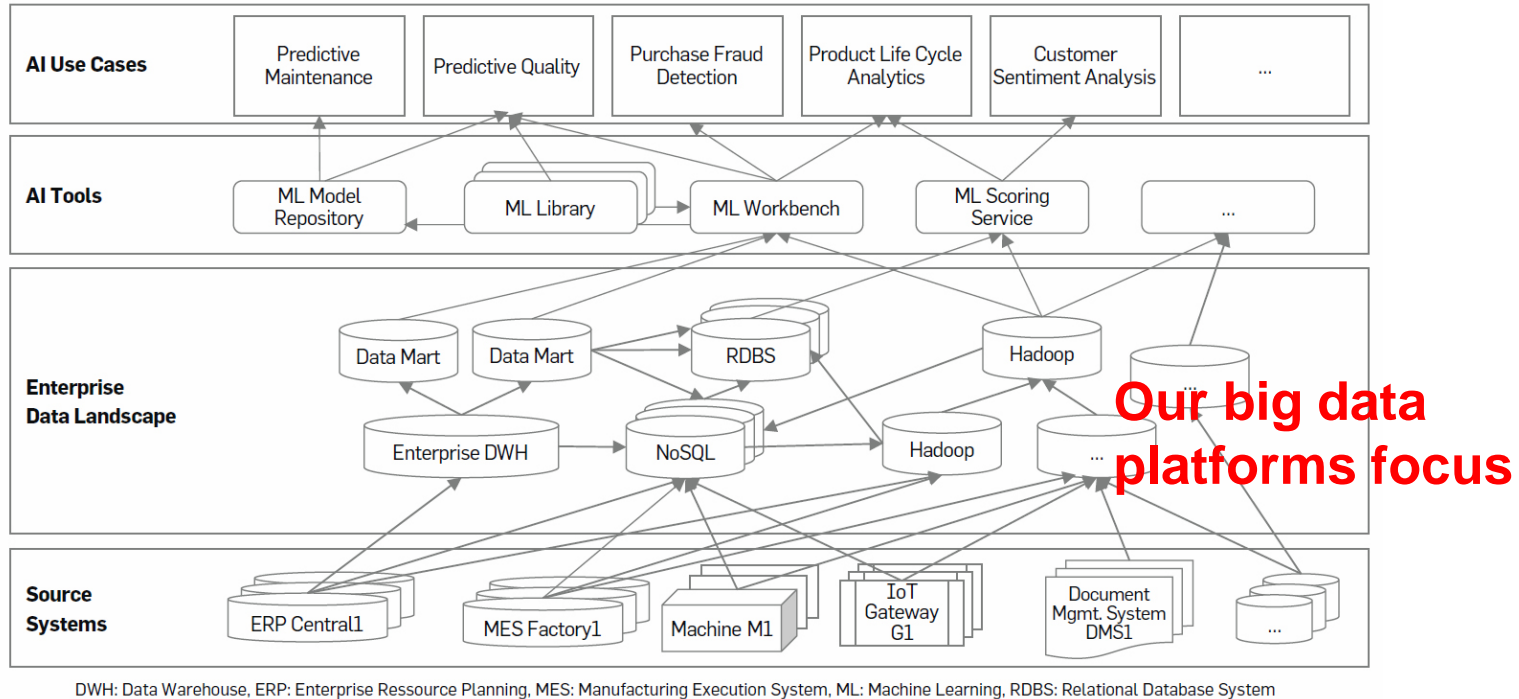 AI Use Cases
Predictive
Maintenance
Predictive Quality
Purchase Fraud
Detection
Product Life Cycle
Analytics
Customer
Sentiment Analysis
...
AI Tools
ML Model
Repository
ML Library
ML Workbench
ML Scoring
Service
...
Enterprise
Data Landscape
Data Mart
Data Mart
RDBS
Hadoop
...
Enterprise DWH
NoSQL
Hadoop
...
Our big data
platforms focus
Source
Systems
ERP Central1
MES Factory1
Machine M1
IoT
Gateway
G1
Document
Mgmt. System
DMS1
...
DWH: Data Warehouse, ERP: Enterprise Ressource Planning, MES: Manufacturing Execution System, ML: Machine Learning, RDBS: Relational Database System